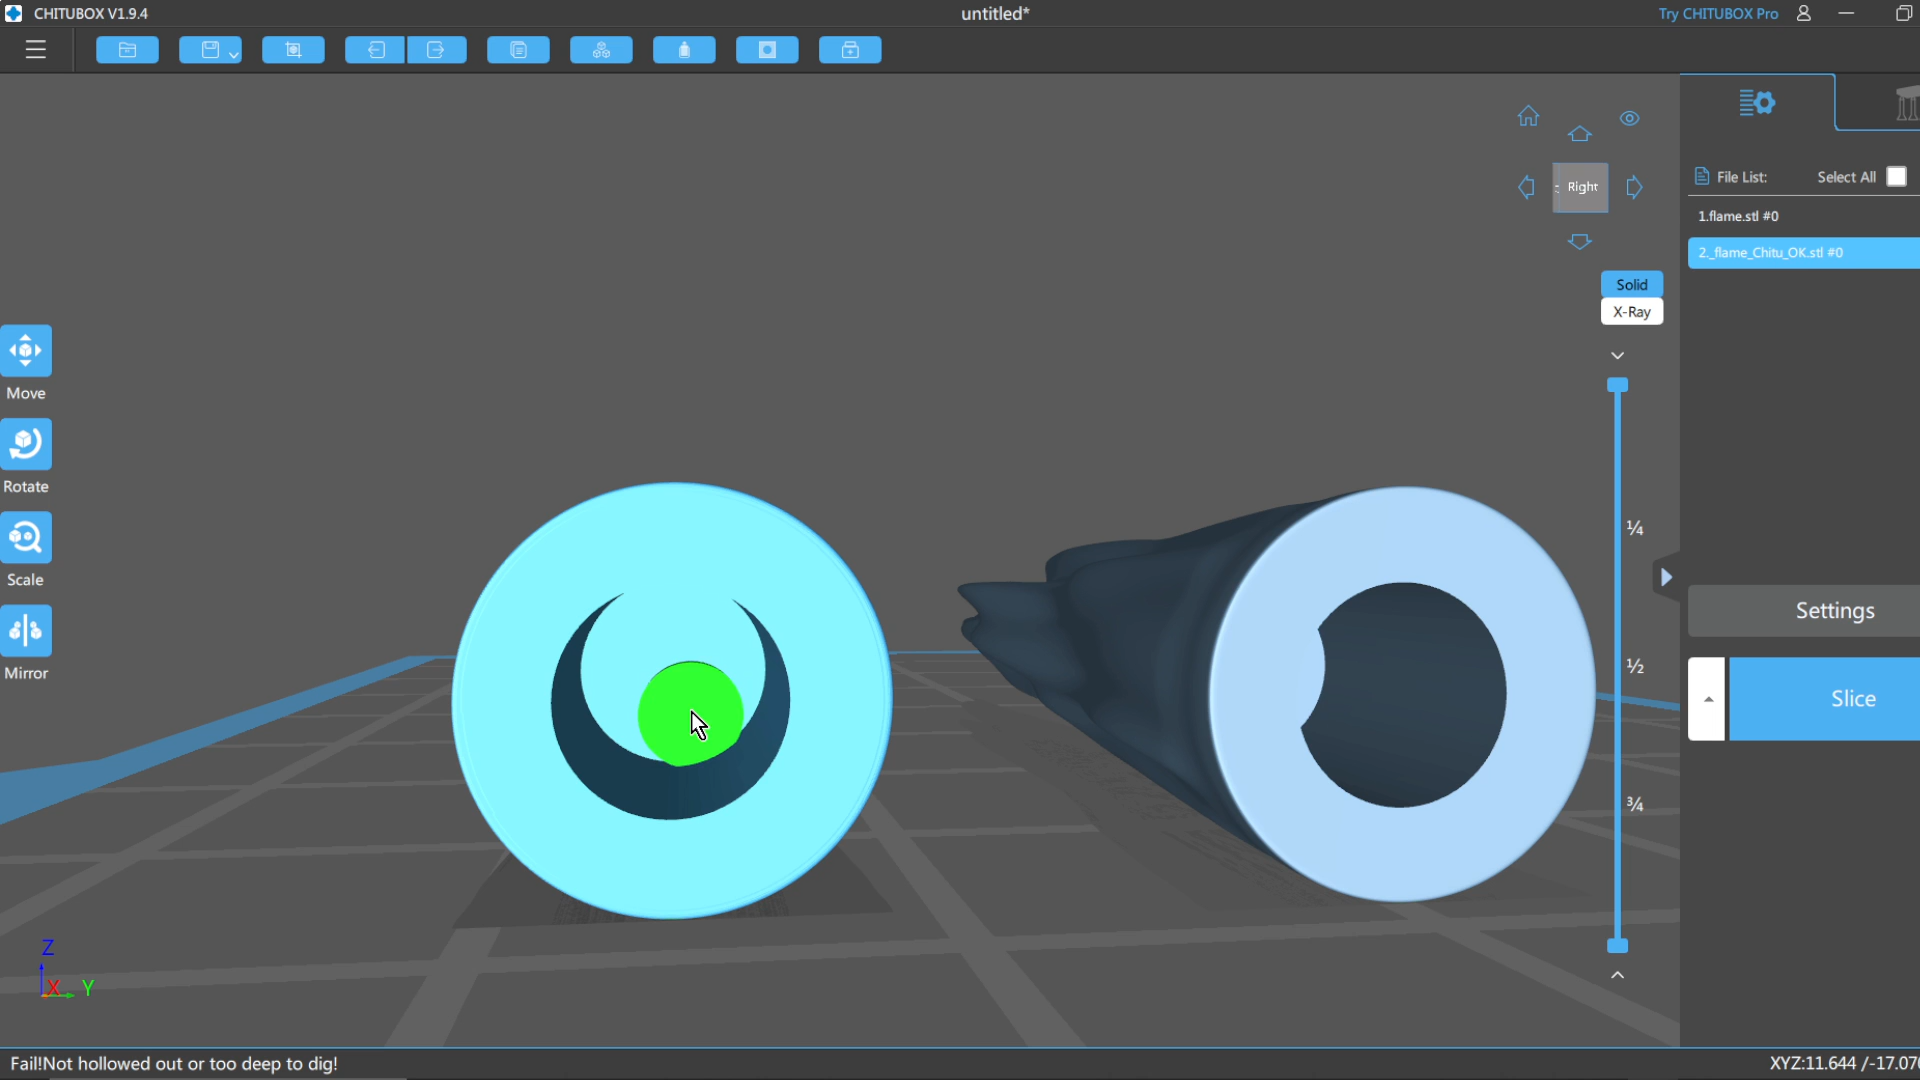 CHITUBOX V1.9.4
untitled*
Try CHITUBOX Pro
Right
File List:
Select All
1.flame.stl #0
2._flame_Chitu_OK.stl #0
Solid
X-Ray
Move
Rotate
Scale
Mirror
¼
½
¾
Settings
Slice
Z
X
Y
Fail!Not hollowed out or too deep to dig!
XYZ:11.644 /-17.07